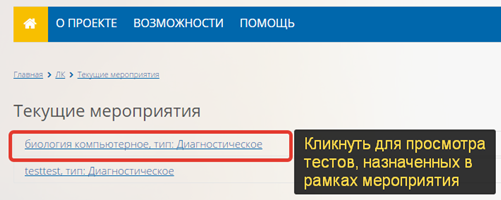 О ПРОЕКТЕ ВОЗМОЖНОСТИ ПОМОЩЬ
Главная > ЛК > Текущие мероприятия
Текущие мероприятия
биология компьютерное, тип: Диагностическое
testtest, тип: Диагностическое
Кликнуть для просмотра
тестов, назначенных в
рамках мероприятия